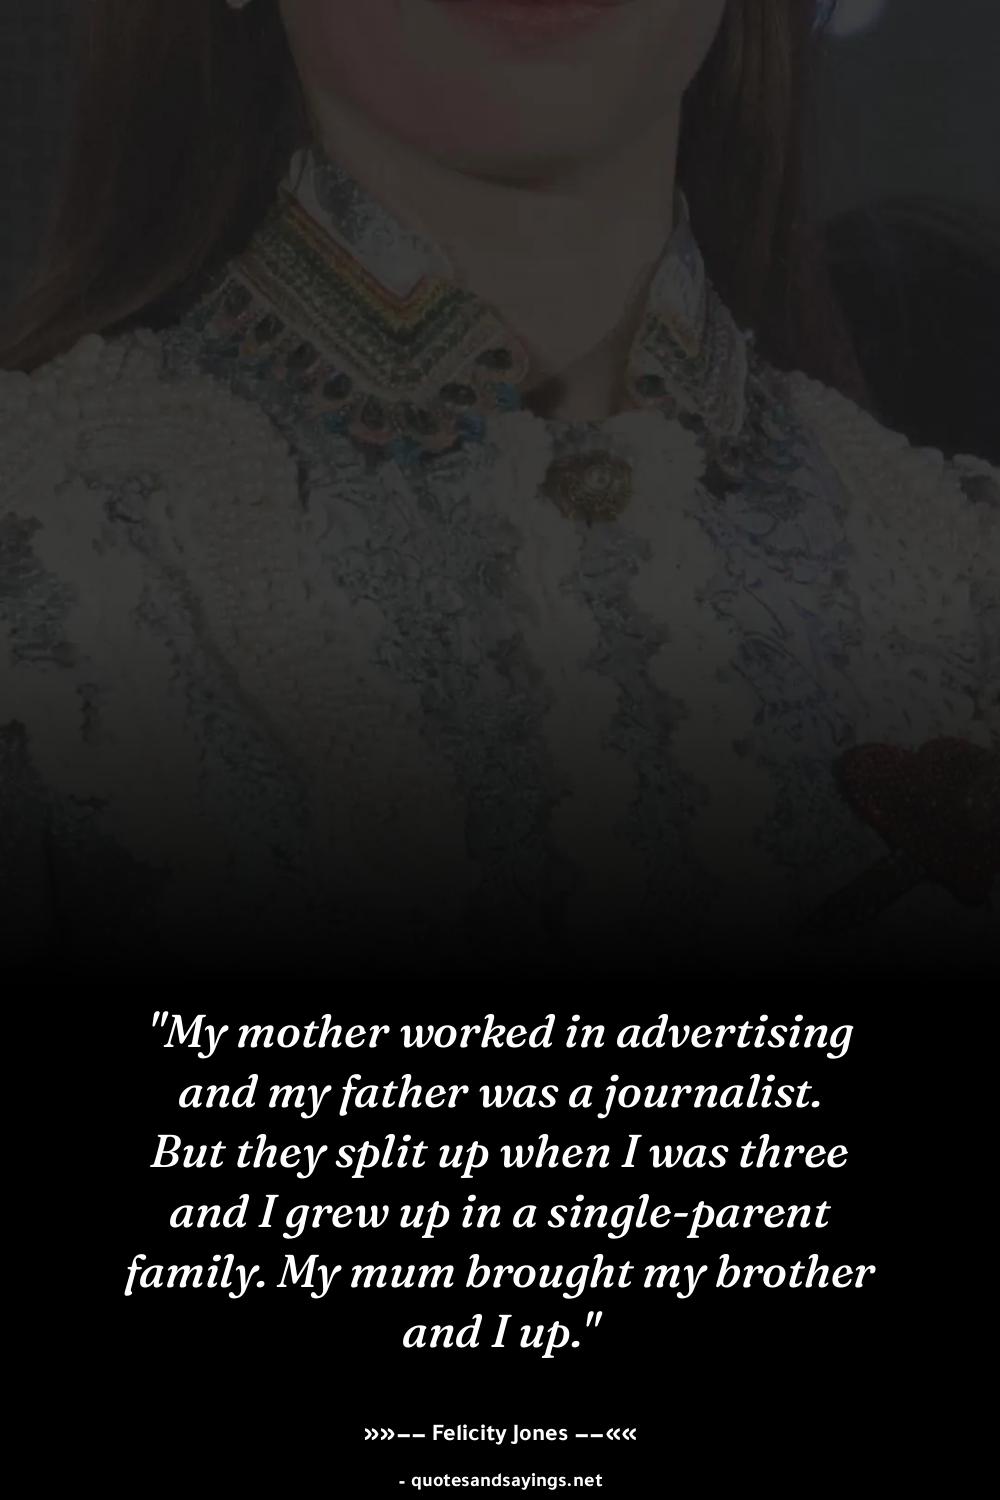 "My mother worked in advertising
and my father was a journalist.
But they split up when I was three
and I grew up in a single-parent
family. My mum brought my brother
and I up."
»»–– Felicity Jones ––««
- quotesandsayings.net